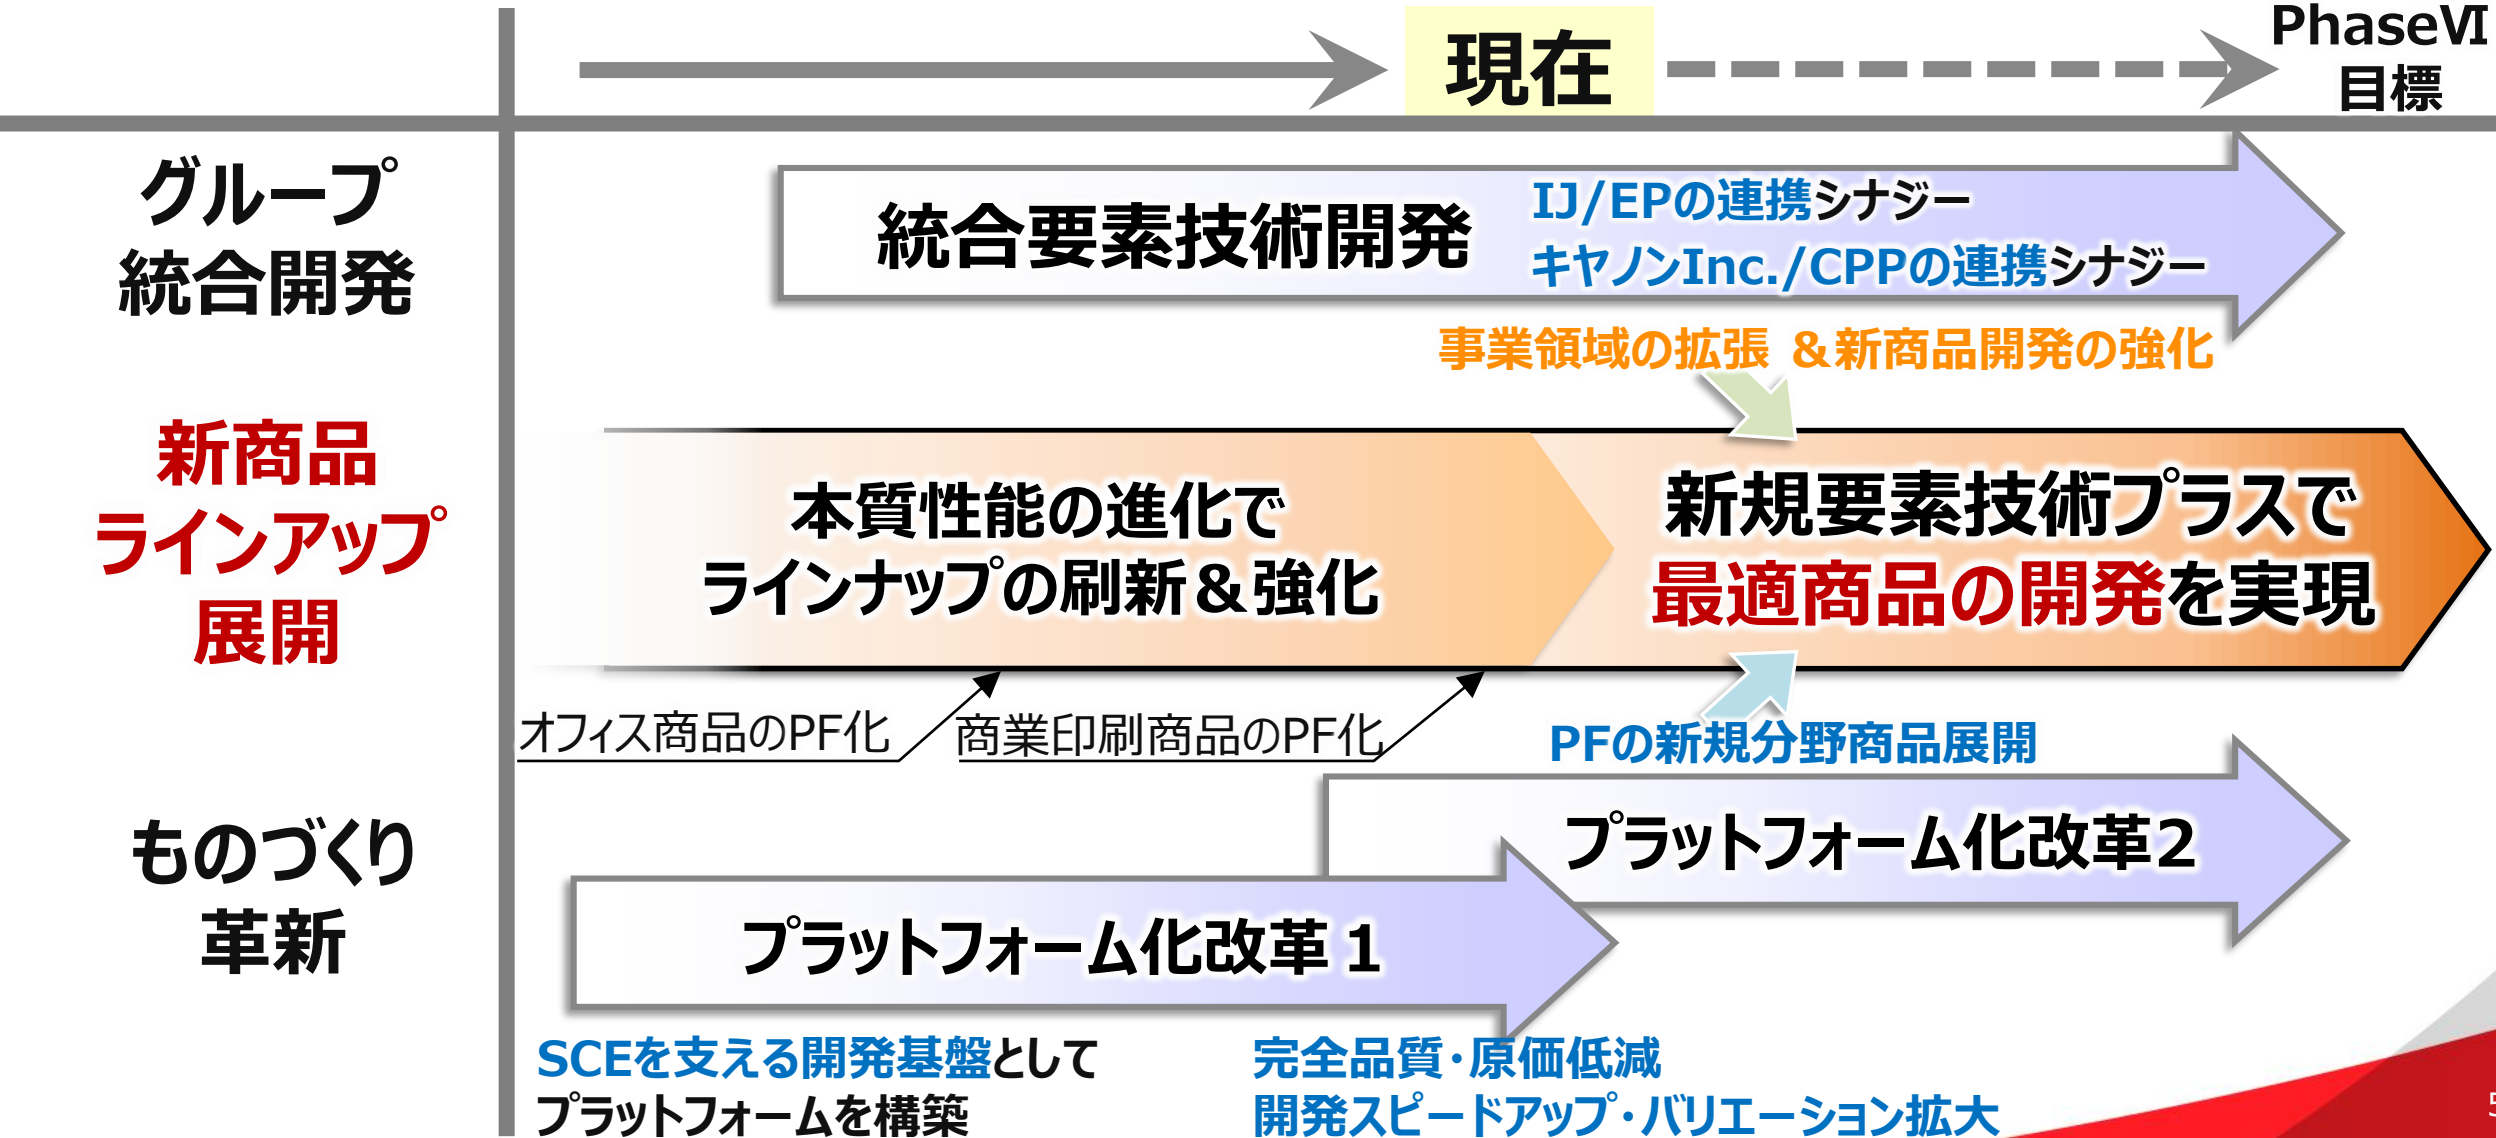 現在
PhaseⅥ
目標
グループ
統合開発
統合要素技術開発
IJ/EPの連携シナジー
キヤノンInc./CPPの連携シナジー
事業領域の拡張 ＆新商品開発の強化
新商品
ラインアップ
展開
本質性能の進化で
ラインナップの刷新＆強化
新規要素技術プラスで
最適商品の開発を実現
オフィス商品のPF化
商業印刷商品のPF化
PFの新規分野商品展開
ものづくり
革新
プラットフォーム化改革2
プラットフォーム化改革１
SCEを支える開発基盤として
プラットフォームを構築
完全品質・原価低減
開発スピードアップ・バリエーション拡大
5